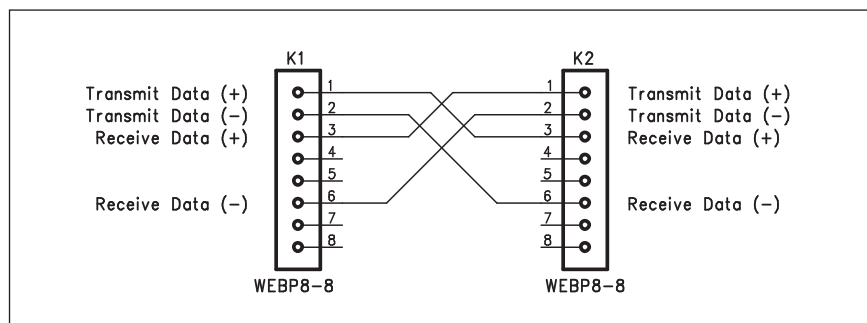 K1 K2
Transmit Data (+) 1 1 Transmit Data (+)
Transmit Data (-) 2 2 Transmit Data (-)
Receive Data (+) 3 3 Receive Data (+)
4 4
5 5
Receive Data (-) 6 6 Receive Data (-)
7 7
8 8
WEBP8-8 WEBP8-8